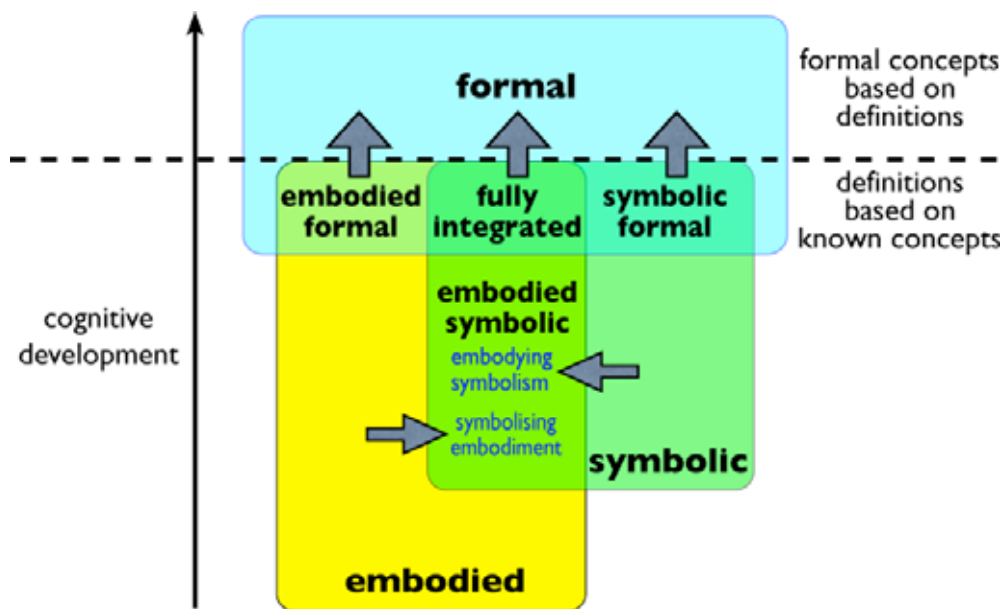 formal
formal concepts
based on
definitions
embodied
formal
fully
integrated
symbolic
formal
definitions
based on
known concepts
cognitive
development
embodied
symbolic
embodying
symbolism
symbolising
embodiment
symbolic
embodied